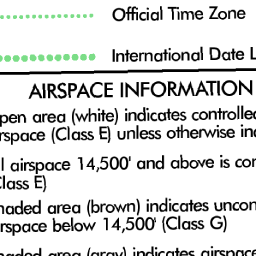 Official Time Zone
International Date L
AIRSPACE INFORMATION
pen area (white) indicates controlle
rspace (Class E) unless otherwise in
l airspace 14,500' and above is con
lass E)
haded area (brown) indicates uncon
rspace below 14,500' (Class G)
haded area (gray) indicates airspace